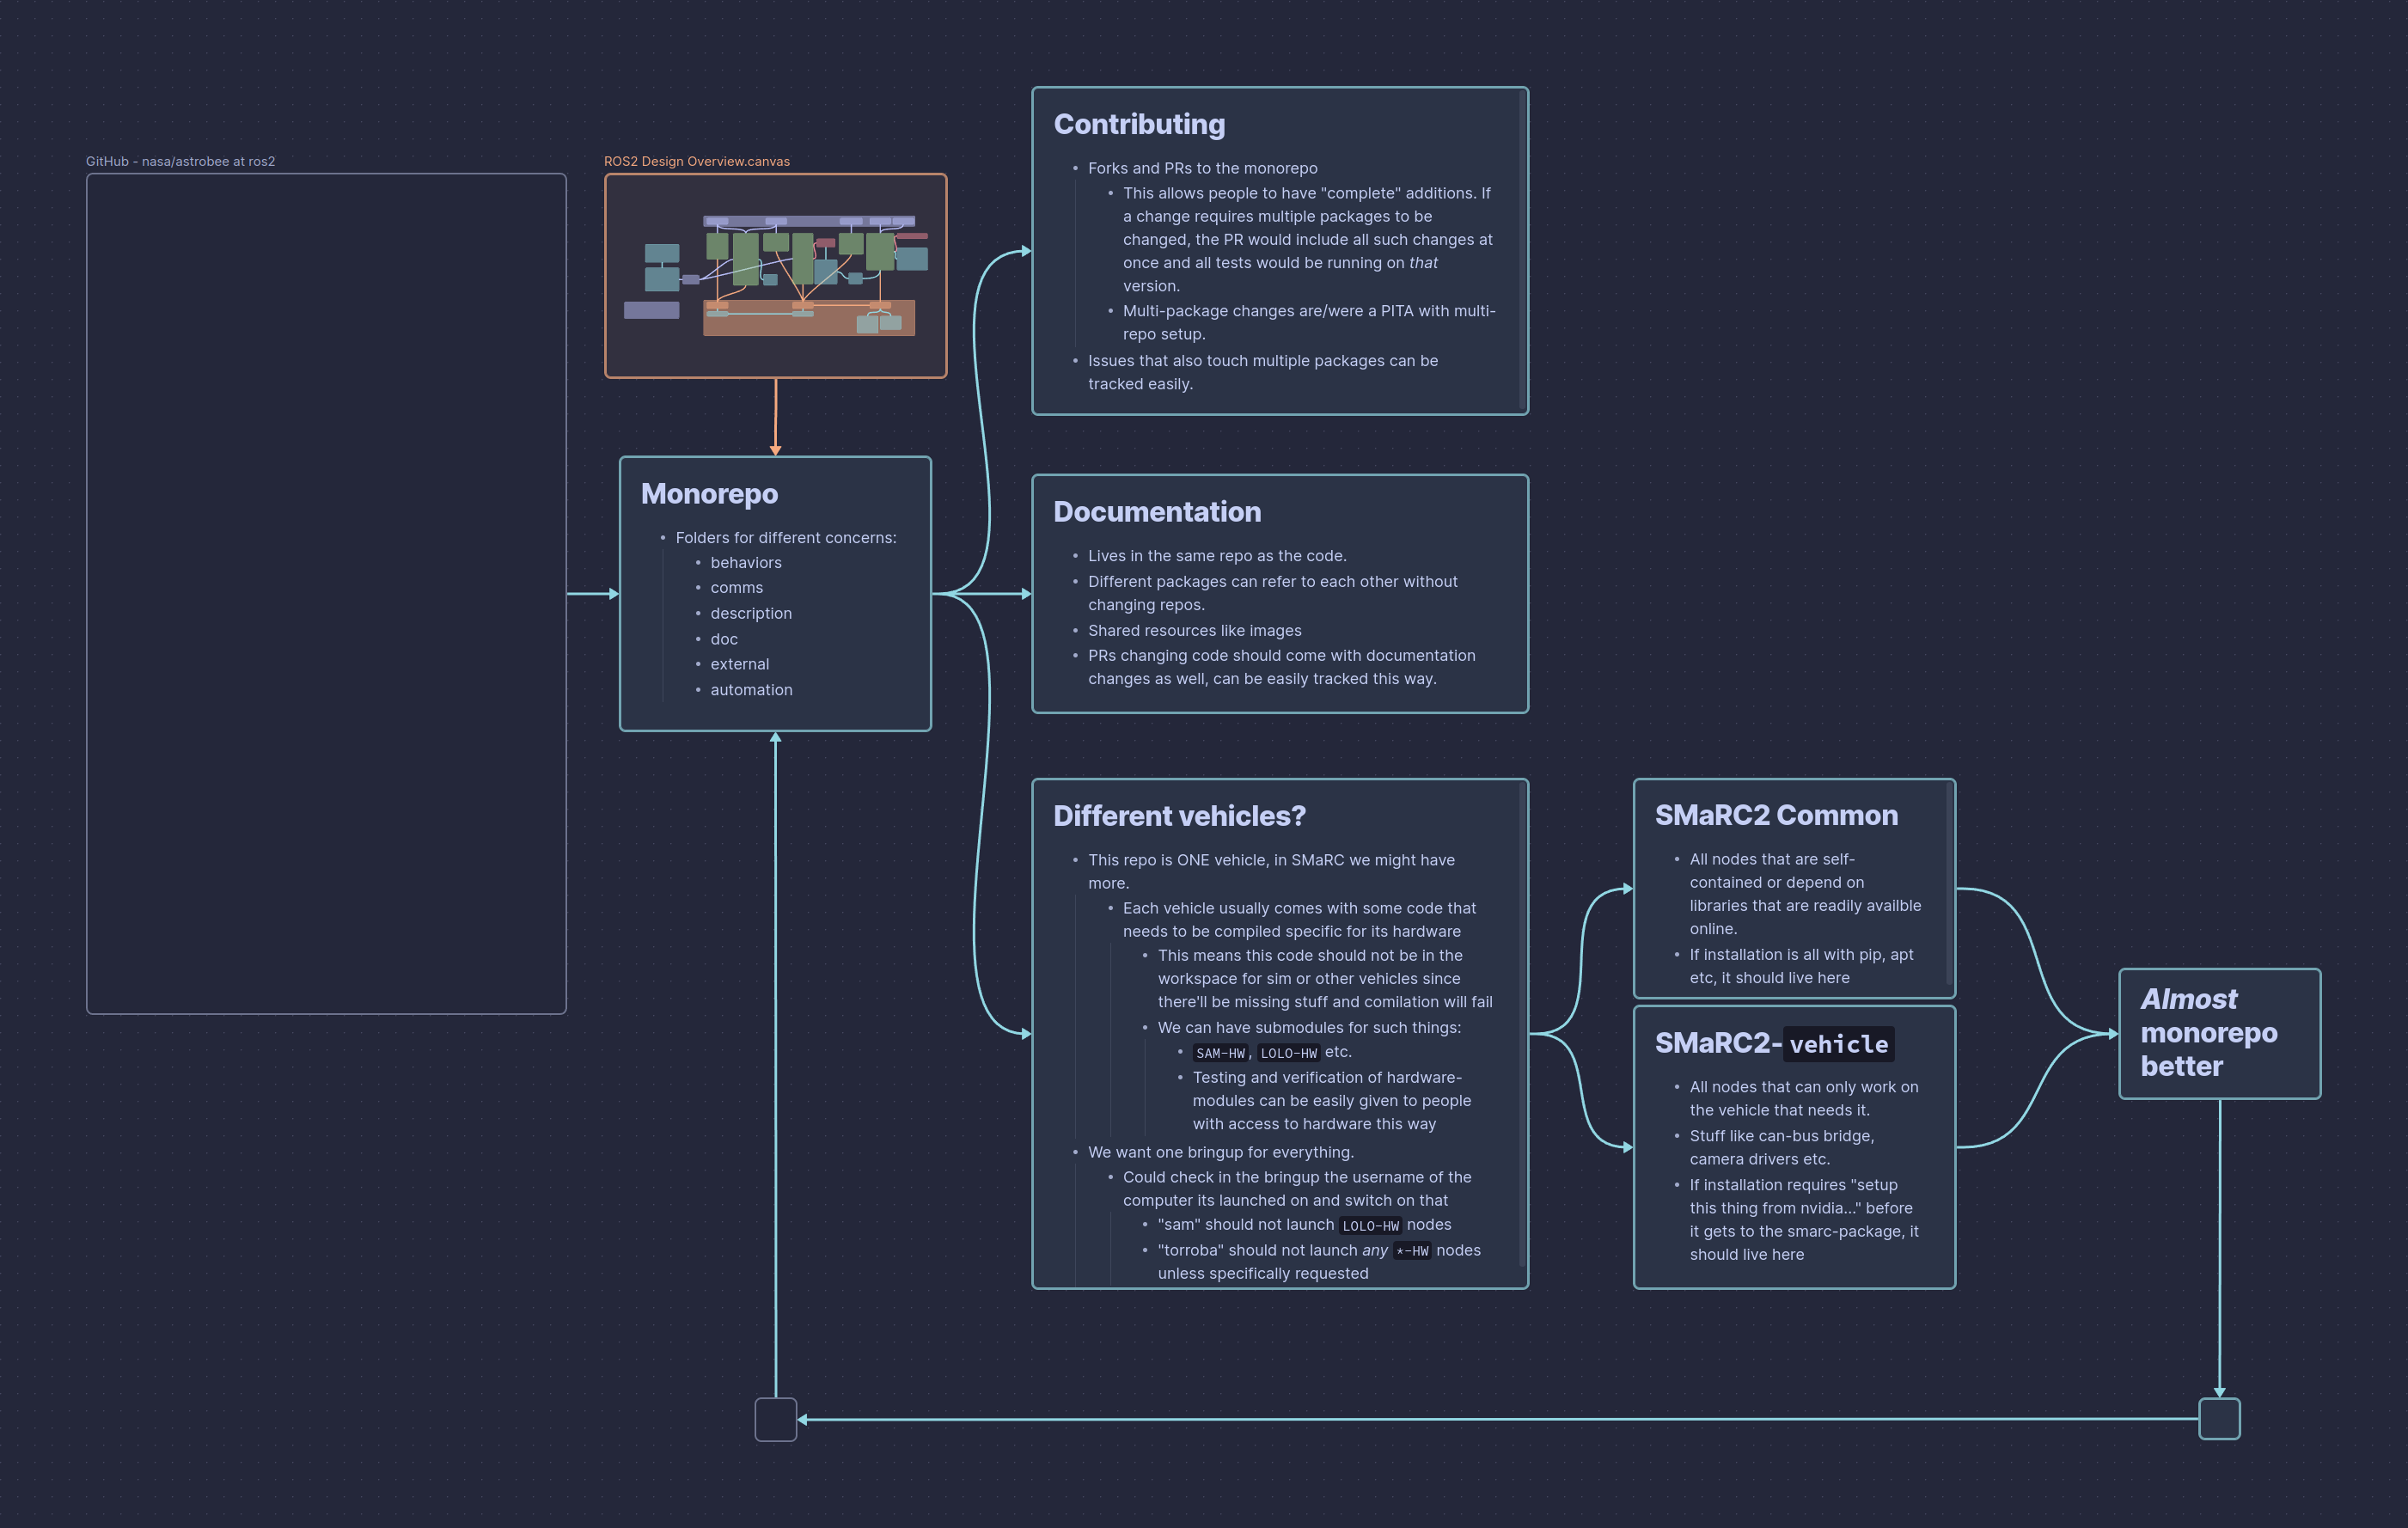 GitHub - nasa/astrobee at ros2
ROS2 Design Overview.canvas
Monorepo
Folders for different concerns:
behaviors
comms
description
doc
external
automation
Contributing
Forks and PRs to the monorepo
This allows people to have "complete" additions. If
a change requires multiple packages to be
changed, the PR would include all such changes at
once and all tests would be running on that
version.
Multi-package changes are/were a PITA with multi-
repo setup.
Issues that also touch multiple packages can be
tracked easily.
Documentation
Lives in the same repo as the code.
Different packages can refer to each other without
changing repos.
Shared resources like images
PRs changing code should come with documentation
changes as well, can be easily tracked this way.
Different vehicles?
This repo is ONE vehicle, in SMaRC we might have
more.
Each vehicle usually comes with some code that
needs to be compiled specific for its hardware
This means this code should not be in the
workspace for sim or other vehicles since
there'll be missing stuff and comilation will fail
We can have submodules for such things:
SAM-HW, LOLO-HW etc.
Testing and verification of hardware-
modules can be easily given to people
with access to hardware this way
We want one bringup for everything.
Could check in the bringup the username of the
computer its launched on and switch on that
"sam" should not launch LOLO-HW nodes
"torroba" should not launch any *-HW nodes
unless specifically requested
SMaRC2 Common
All nodes that are self-
contained or depend on
libraries that are readily availble
online.
If installation is all with pip, apt
etc, it should live here
SMaRC2-vehicle
All nodes that can only work on
the vehicle that needs it.
Stuff like can-bus bridge,
camera drivers etc.
If installation requires "setup
this thing from nvidia..." before
it gets to the smarc-package, it
should live here
Almost
monorepo
better